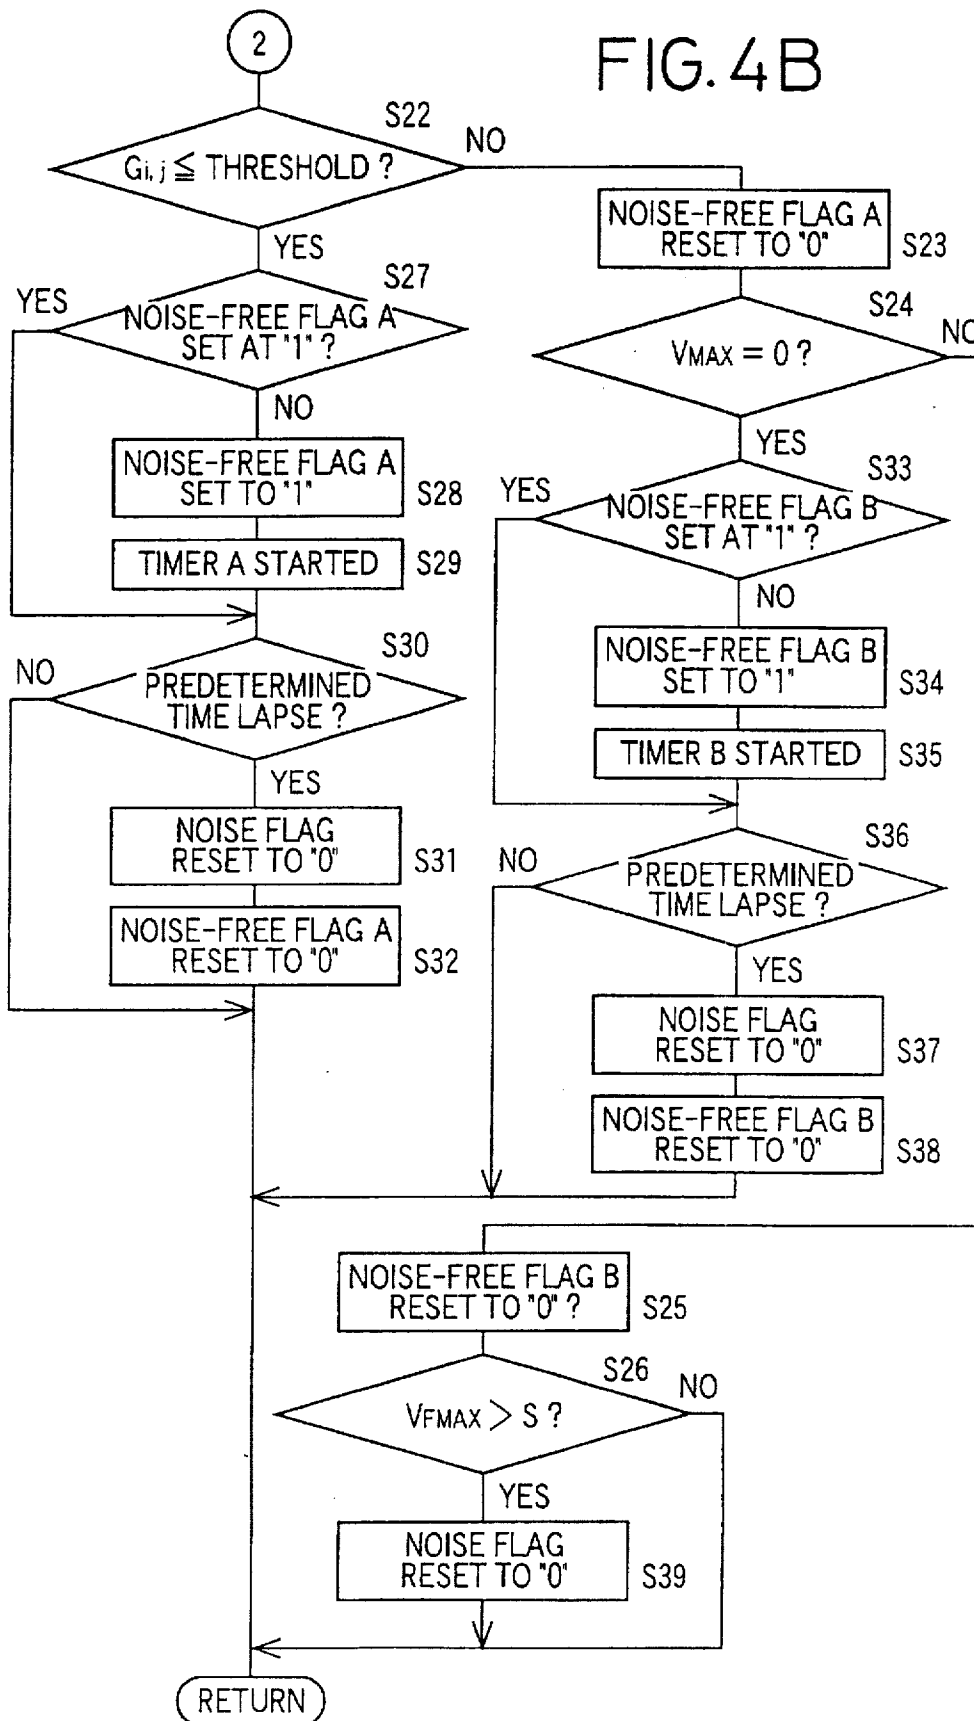 2
FIG. 4B
S22
Gi, j ≦ THRESHOLD ?
NO
YES
NOISE-FREE FLAG A
RESET TO "0"
S23
S27
YES
NOISE-FREE FLAG A
SET AT "1" ?
NO
S24
NO
VMAX = 0 ?
YES
NOISE-FREE FLAG A
SET TO "1"
S28
TIMER A STARTED
S29
S33
YES
NOISE-FREE FLAG B
SET AT "1" ?
NO
S30
NO
PREDETERMINED
TIME LAPSE ?
YES
NOISE-FREE FLAG B
SET TO "1"
S34
TIMER B STARTED
S35
NOISE FLAG
RESET TO "0"
S31
NOISE-FREE FLAG A
RESET TO "0"
S32
S36
NO
PREDETERMINED
TIME LAPSE ?
YES
NOISE FLAG
RESET TO "0"
S37
NOISE-FREE FLAG B
RESET TO "0"
S38
NOISE-FREE FLAG B
RESET TO "0" ?
S25
S26
NO
VFMAX > S ?
YES
NOISE FLAG
RESET TO "0"
S39
RETURN